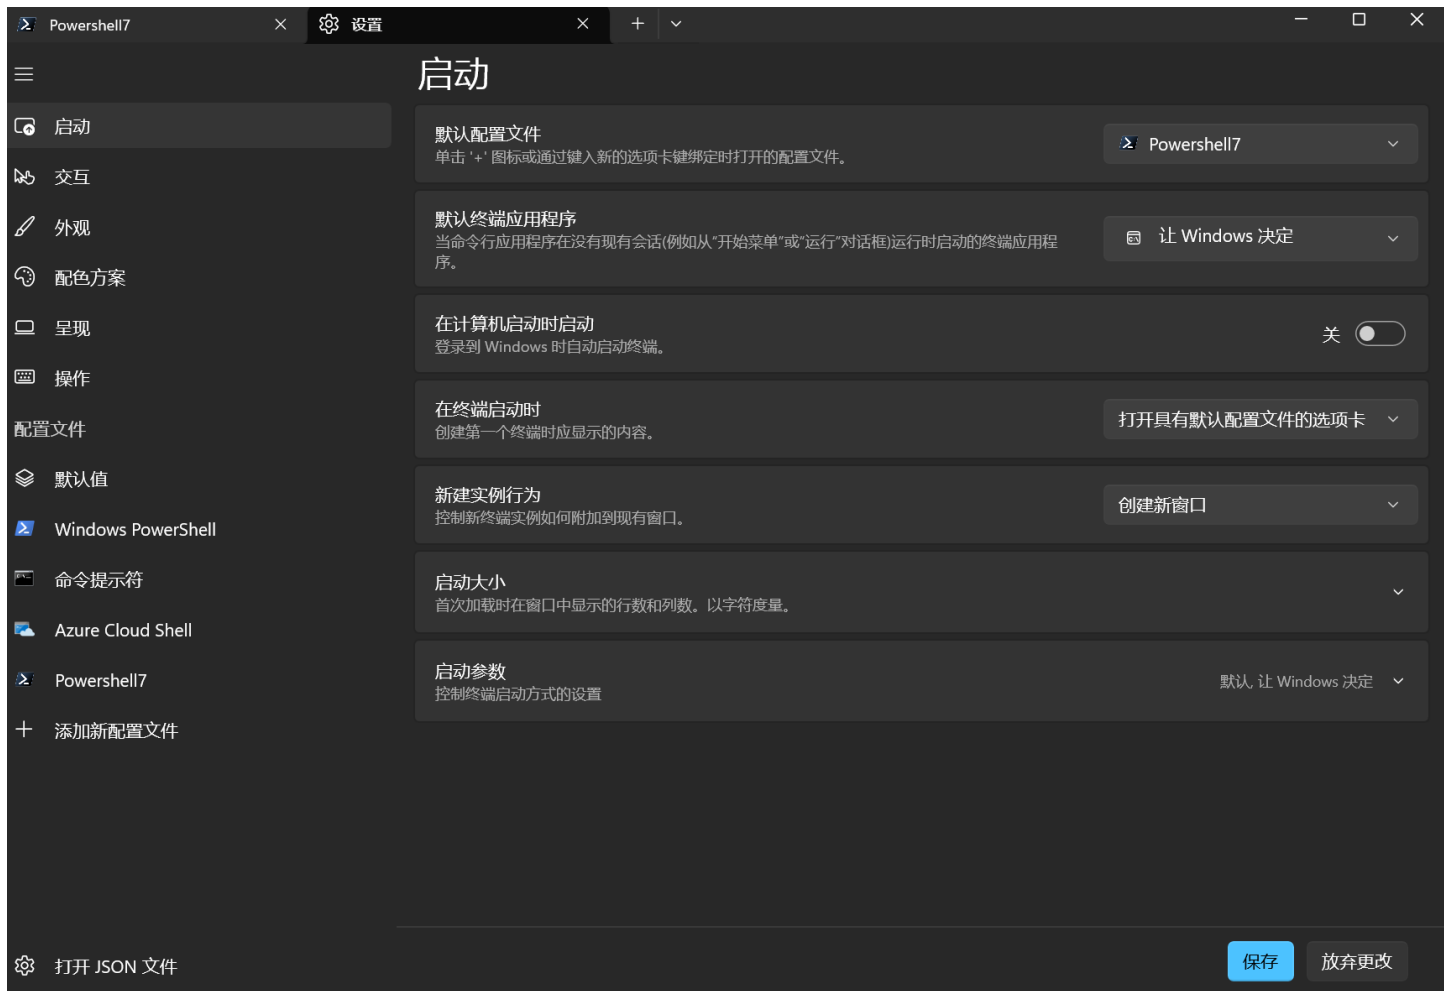 Powershell7
设置
启动
交互
外观
配色方案
呈现
操作
配置文件
默认值
Windows PowerShell
命令提示符
Azure Cloud Shell
Powershell7
添加新配置文件
打开 JSON 文件
启动
默认配置文件
单击 '+' 图标或通过键入新的选项卡键绑定时打开的配置文件。
Powershell7
默认终端应用程序
当命令行应用程序在没有现有会话(例如从"开始菜单"或"运行"对话框)运行时启动的终端应用程
序。
让 Windows 决定
在计算机启动时启动
登录到 Windows 时自动启动终端。
关
在终端启动时
创建第一个终端时应显示的内容。
打开具有默认配置文件的选项卡
新建实例行为
控制新终端实例如何附加到现有窗口。
创建新窗口
启动大小
首次加载时在窗口中显示的行数和列数。以字符度量。
启动参数
控制终端启动方式的设置
默认, 让 Windows 决定
保存
放弃更改